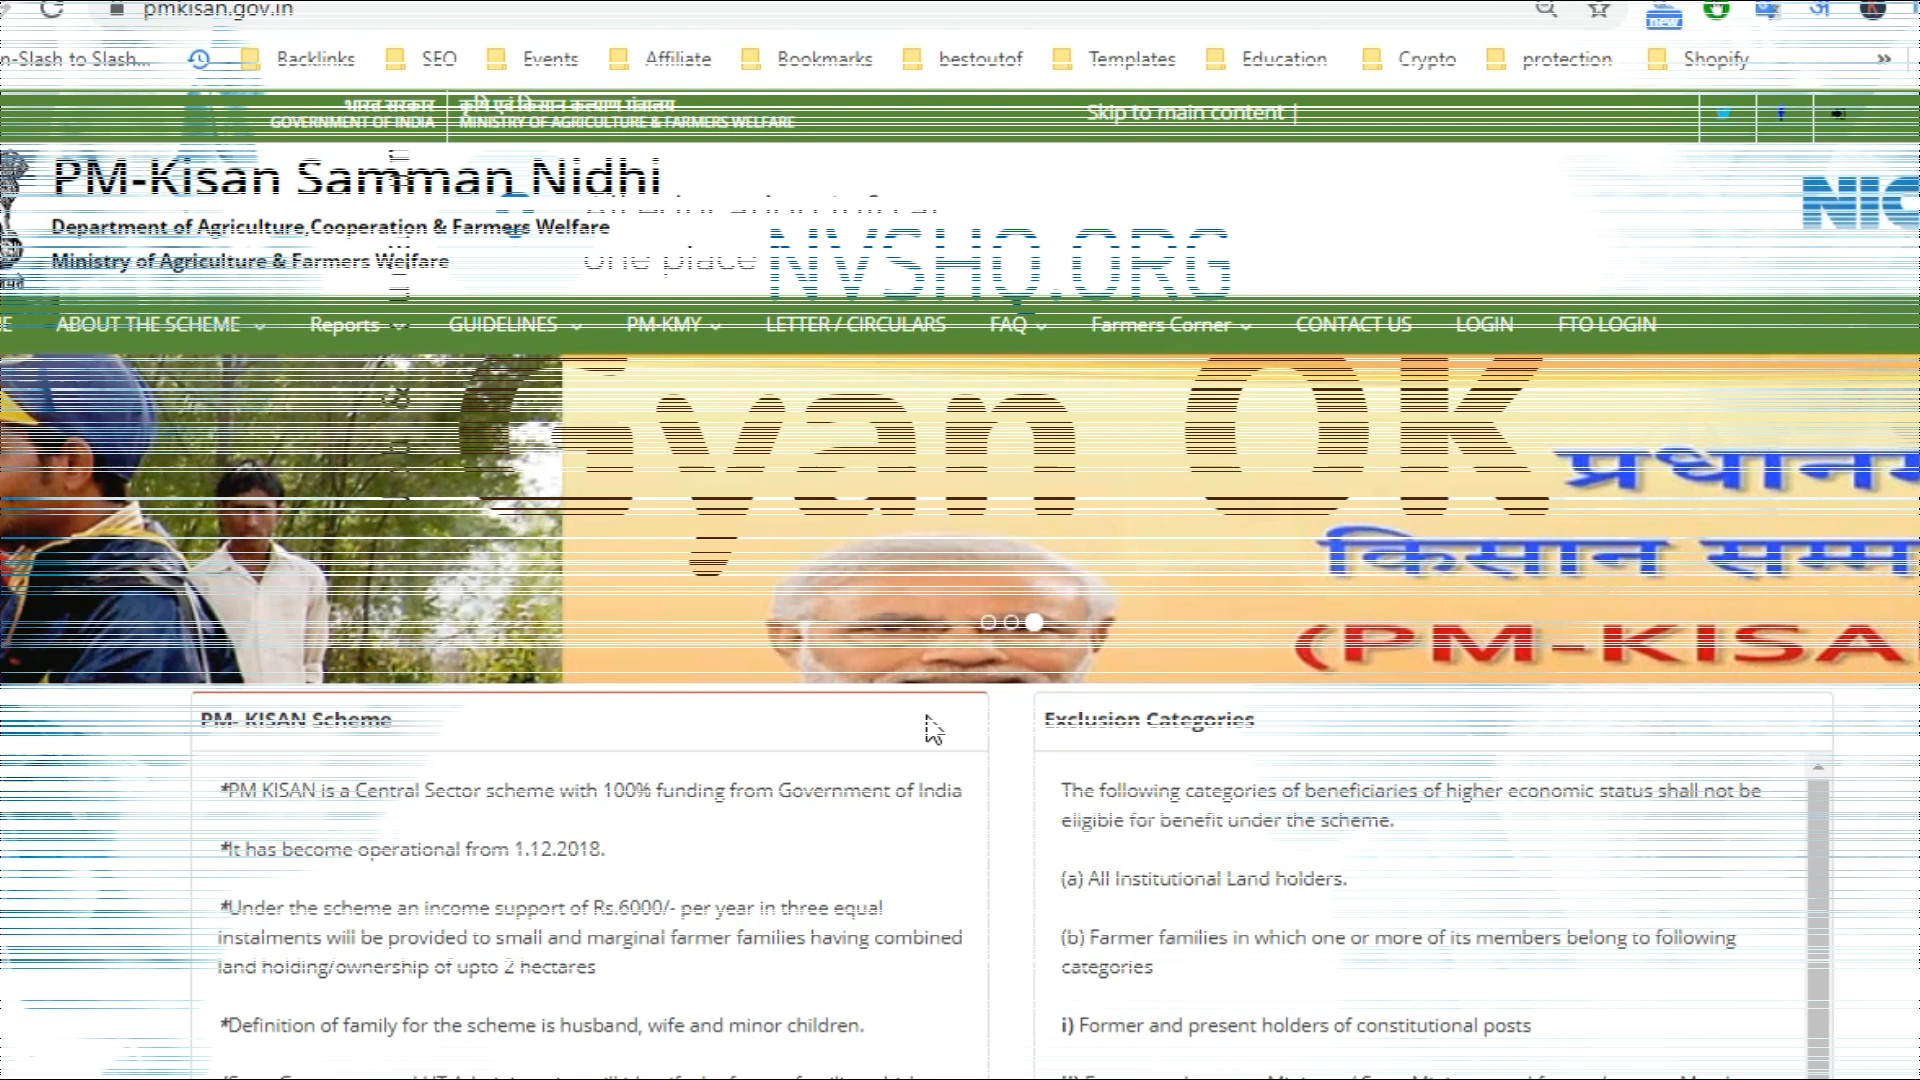 pmkisan.gov.in
new
n-Slash to Slash... Backlinks SEO Events Affiliate Bookmarks bestoutof Templates Education Crypto protection Shopify »
भारत सरकार कृषि एवं किसान कल्याण मंत्रालय
GOVERNMENT OF INDIA MINISTRY OF AGRICULTURE & FARMERS WELFARE
Skip to main content |
PM-Kisan Samman Nidhi
NIC
Department of Agriculture,Cooperation & Farmers Welfare
Ministry of Agriculture & Farmers Welfare
one place
NVSHQ.ORG
ABOUT THE SCHEME Reports GUIDELINES PM-KMY LETTER / CIRCULARS FAQ Farmers Corner CONTACT US LOGIN FTO LOGIN
Gyan OK
किसान
(PM-KISA
PM- KISAN Scheme
*PM KISAN is a Central Sector scheme with 100% funding from Government of India
*It has become operational from 1.12.2018.
*Under the scheme an income support of Rs.6000/- per year in three equal
instalments will be provided to small and marginal farmer families having combined
land holding/ownership of upto 2 hectares
*Definition of family for the scheme is husband, wife and minor children.
Exclusion Categories
The following categories of beneficiaries of higher economic status shall not be
eligible for benefit under the scheme.
(a) All Institutional Land holders.
(b) Farmer families in which one or more of its members belong to following
categories
i) Former and present holders of constitutional posts